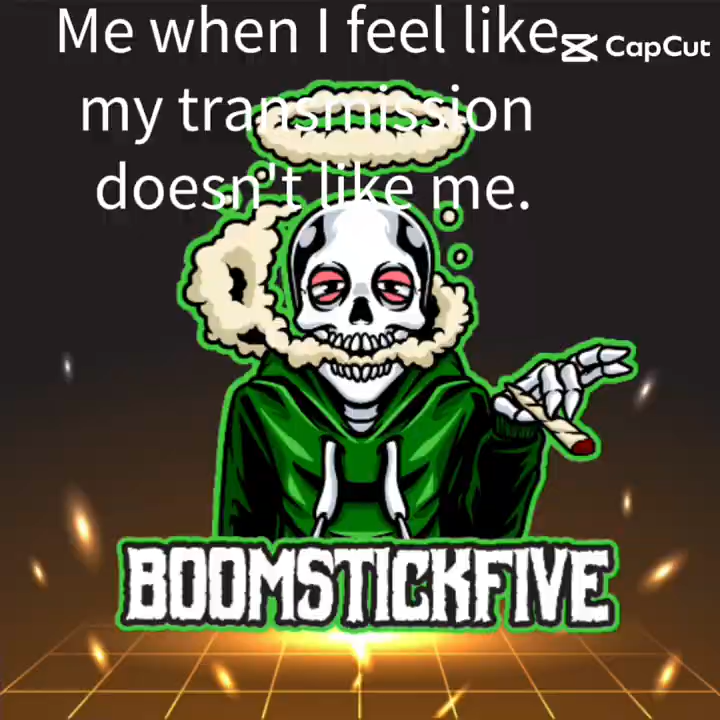 Me when I feel like
CapCut
my transmission
doesn't like me.
BOOMSTICKFIVE